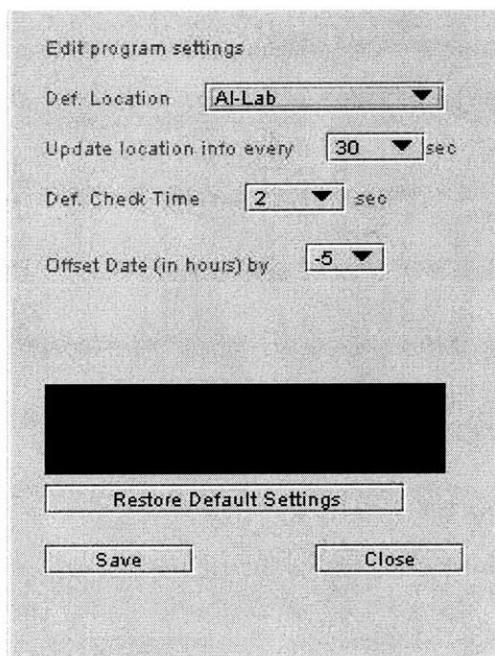 Edit program settings
Def. Location AI-Lab
Update location into every 30 sec
Def. Check Time 2 sec
Offset Date (in hours) by -5
Restore Default Settings
Save Close